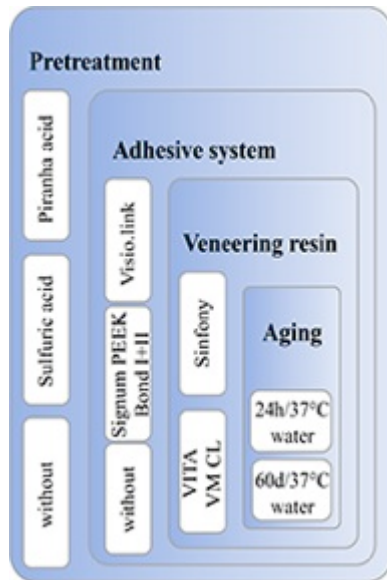 Pretreatment
Piranha acid
Sulfuric acid
without
Adhesive system
Visio.link
Signum PEEK
Bond I+II
without
Veneering resin
Sinfony
VITA
VM CL
Aging
24h/37°C
water
60d/37°C
water